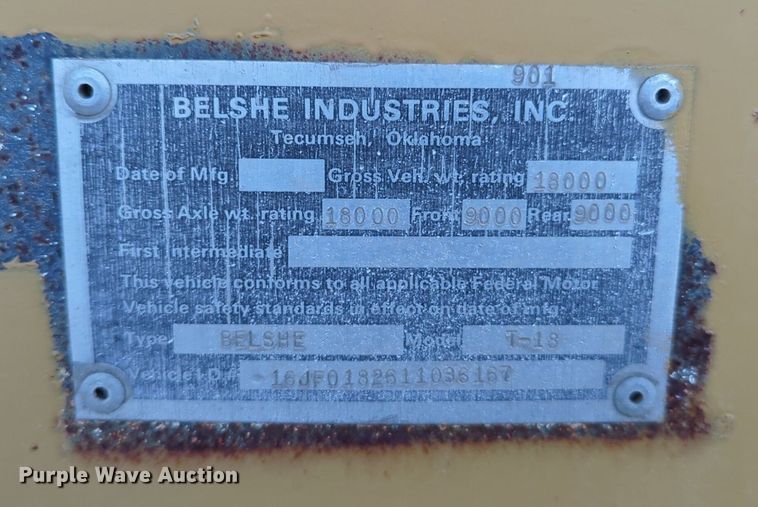 901
BELSHE INDUSTRIES, INC.
Tecumseh, Oklahoma
Date of Mfg. Gross Veh. wt. rating 18000
Gross Axle wt. rating 18000 Front 9000 Rear 9000
First Intermediate
This vehicle conforms to all applicable Federal Motor
Vehicle safety standards in effect on date of mfg.
Type BELSHE Model T-18
Vehicle I.D. 16JF0182611036167
Purple Wave Auction